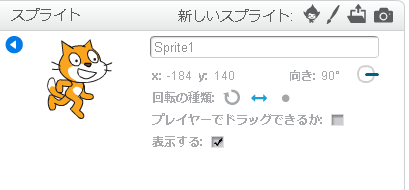 スプライト 新しいスプライト:
Sprite1
x: -184 y: 140 向き: 90°
回転の種類:
プレイヤーでドラッグできるか:
表示する: